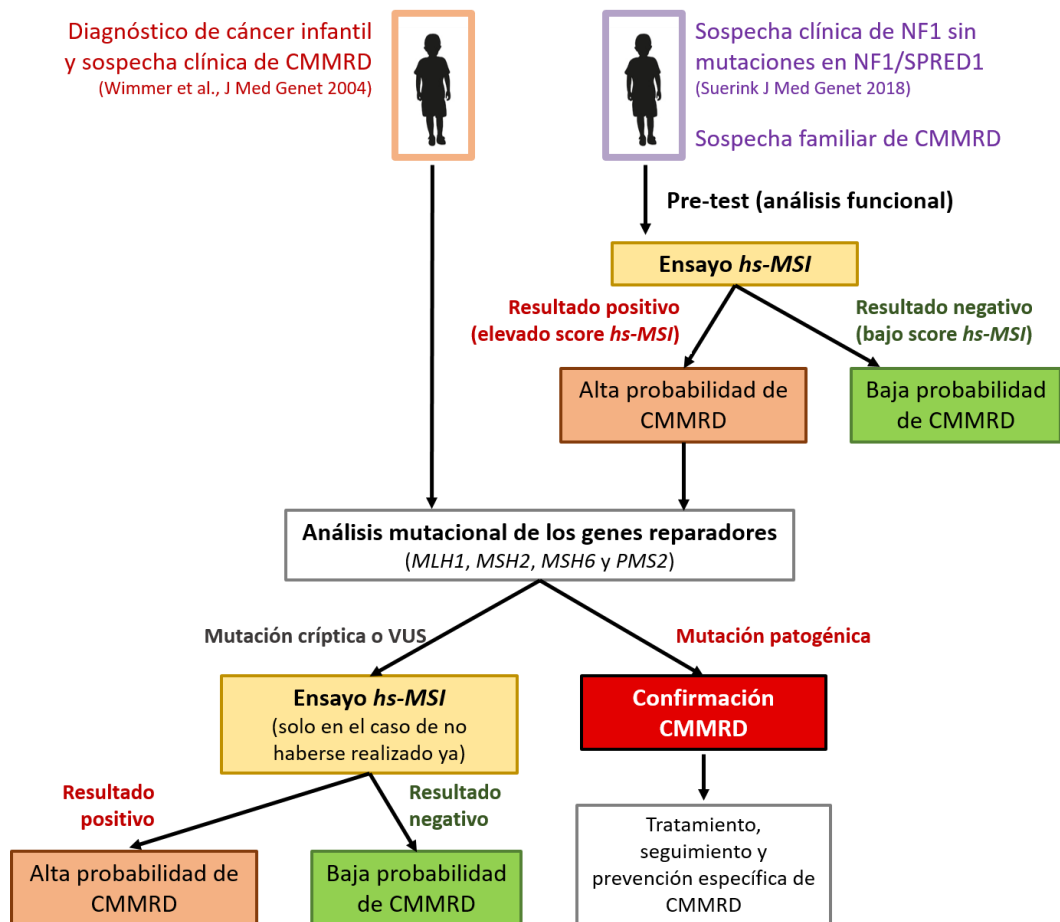 Diagnóstico de cáncer infantil
y sospecha clínica de CMMRD
(Wimmer et al., J Med Genet 2004)
Sospecha clínica de NF1 sin
mutaciones en NF1/SPRED1
(Suerink J Med Genet 2018)
Sospecha familiar de CMMRD
Pre-test (análisis funcional)
Ensayo hs-MSI
Resultado positivo
(elevado score hs-MSI)
Resultado negativo
(bajo score hs-MSI)
Alta probabilidad de
CMMRD
Baja probabilidad
de CMMRD
Análisis mutacional de los genes reparadores
(MLH1, MSH2, MSH6 y PMS2)
Mutación críptica o VUS
Mutación patogénica
Ensayo hs-MSI
(solo en el caso de no
haberse realizado ya)
Confirmación
CMMRD
Resultado
positivo
Resultado
negativo
Alta probabilidad de
CMMRD
Baja probabilidad
de CMMRD
Tratamiento,
seguimiento y
prevención específica de
CMMRD